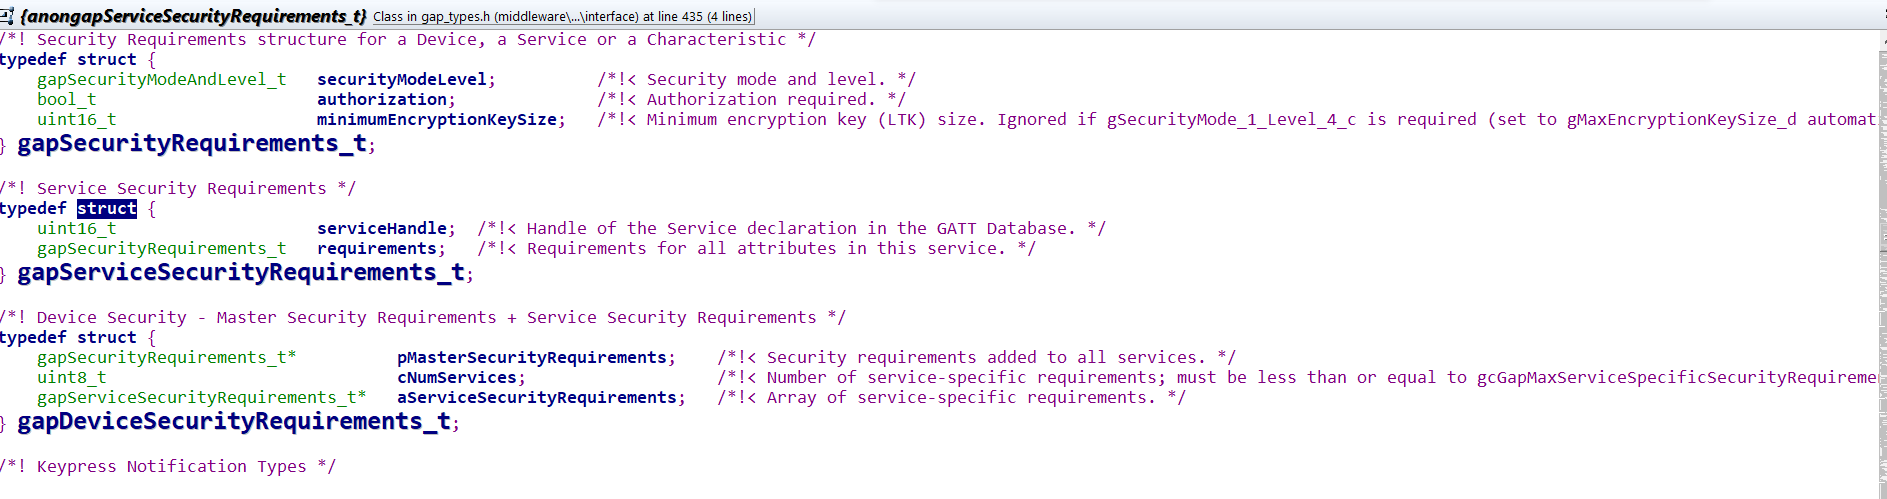 {anongapServiceSecurityRequirements_t} Class in gap_types.h (middleware\...\interface) at line 435 (4 lines)
/*! Security Requirements structure for a Device, a Service or a Characteristic */
typedef struct {
gapSecurityModeAndLevel_t securityModeLevel; /*!< Security mode and level. */
bool_t authorization; /*!< Authorization required. */
uint16_t minimumEncryptionKeySize; /*!< Minimum encryption key (LTK) size. Ignored if gSecurityMode_1_Level_4_c is required (set to gMaxEncryptionKeySize_d automat
} gapSecurityRequirements_t;
/*! Service Security Requirements */
typedef struct {
uint16_t serviceHandle; /*!< Handle of the Service declaration in the GATT Database. */
gapSecurityRequirements_t requirements; /*!< Requirements for all attributes in this service. */
} gapServiceSecurityRequirements_t;
/*! Device Security - Master Security Requirements + Service Security Requirements */
typedef struct {
gapSecurityRequirements_t* pMasterSecurityRequirements; /*!< Security requirements added to all services. */
uint8_t cNumServices; /*!< Number of service-specific requirements; must be less than or equal to gcGapMaxServiceSpecificSecurityRequireme
gapServiceSecurityRequirements_t* aServiceSecurityRequirements; /*!< Array of service-specific requirements. */
} gapDeviceSecurityRequirements_t;
/*! Keypress Notification Types */